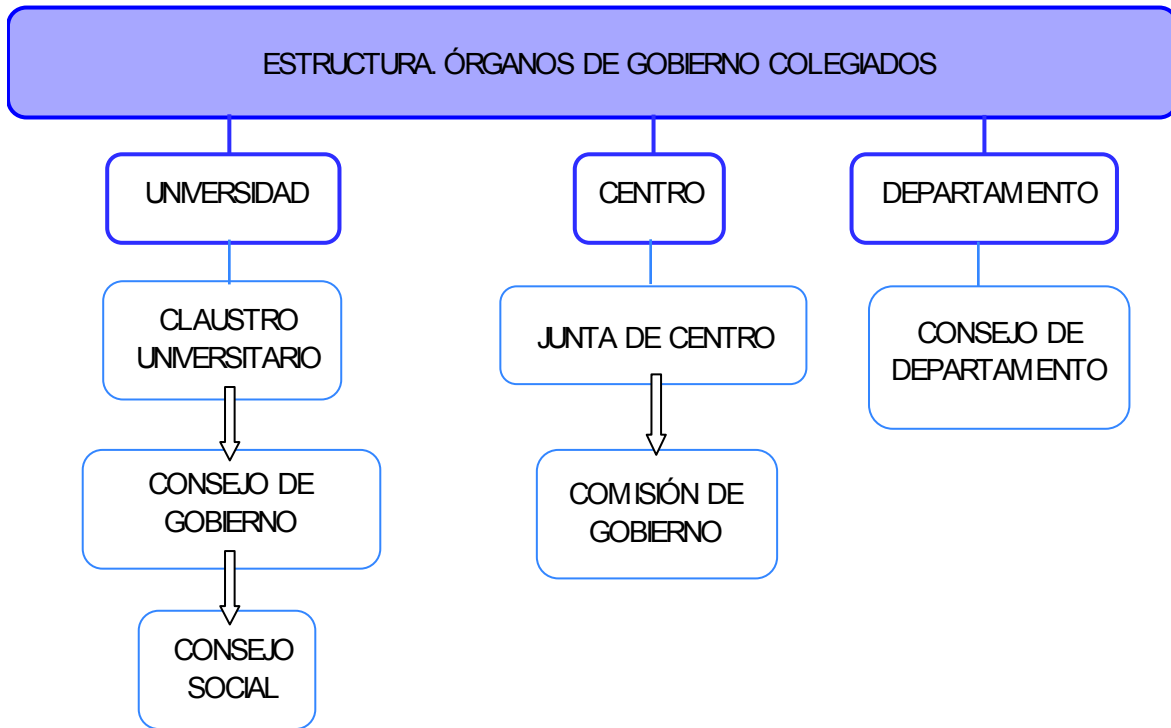 ESTRUCTURA. ÓRGANOS DE GOBIERNO COLEGIADOS
UNIVERSIDAD
CENTRO
DEPARTAMENTO
CLAUSTRO
UNIVERSITARIO
JUNTA DE CENTRO
CONSEJO DE
DEPARTAMENTO
CONSEJO DE
GOBIERNO
COMISIÓN DE
GOBIERNO
CONSEJO
SOCIAL